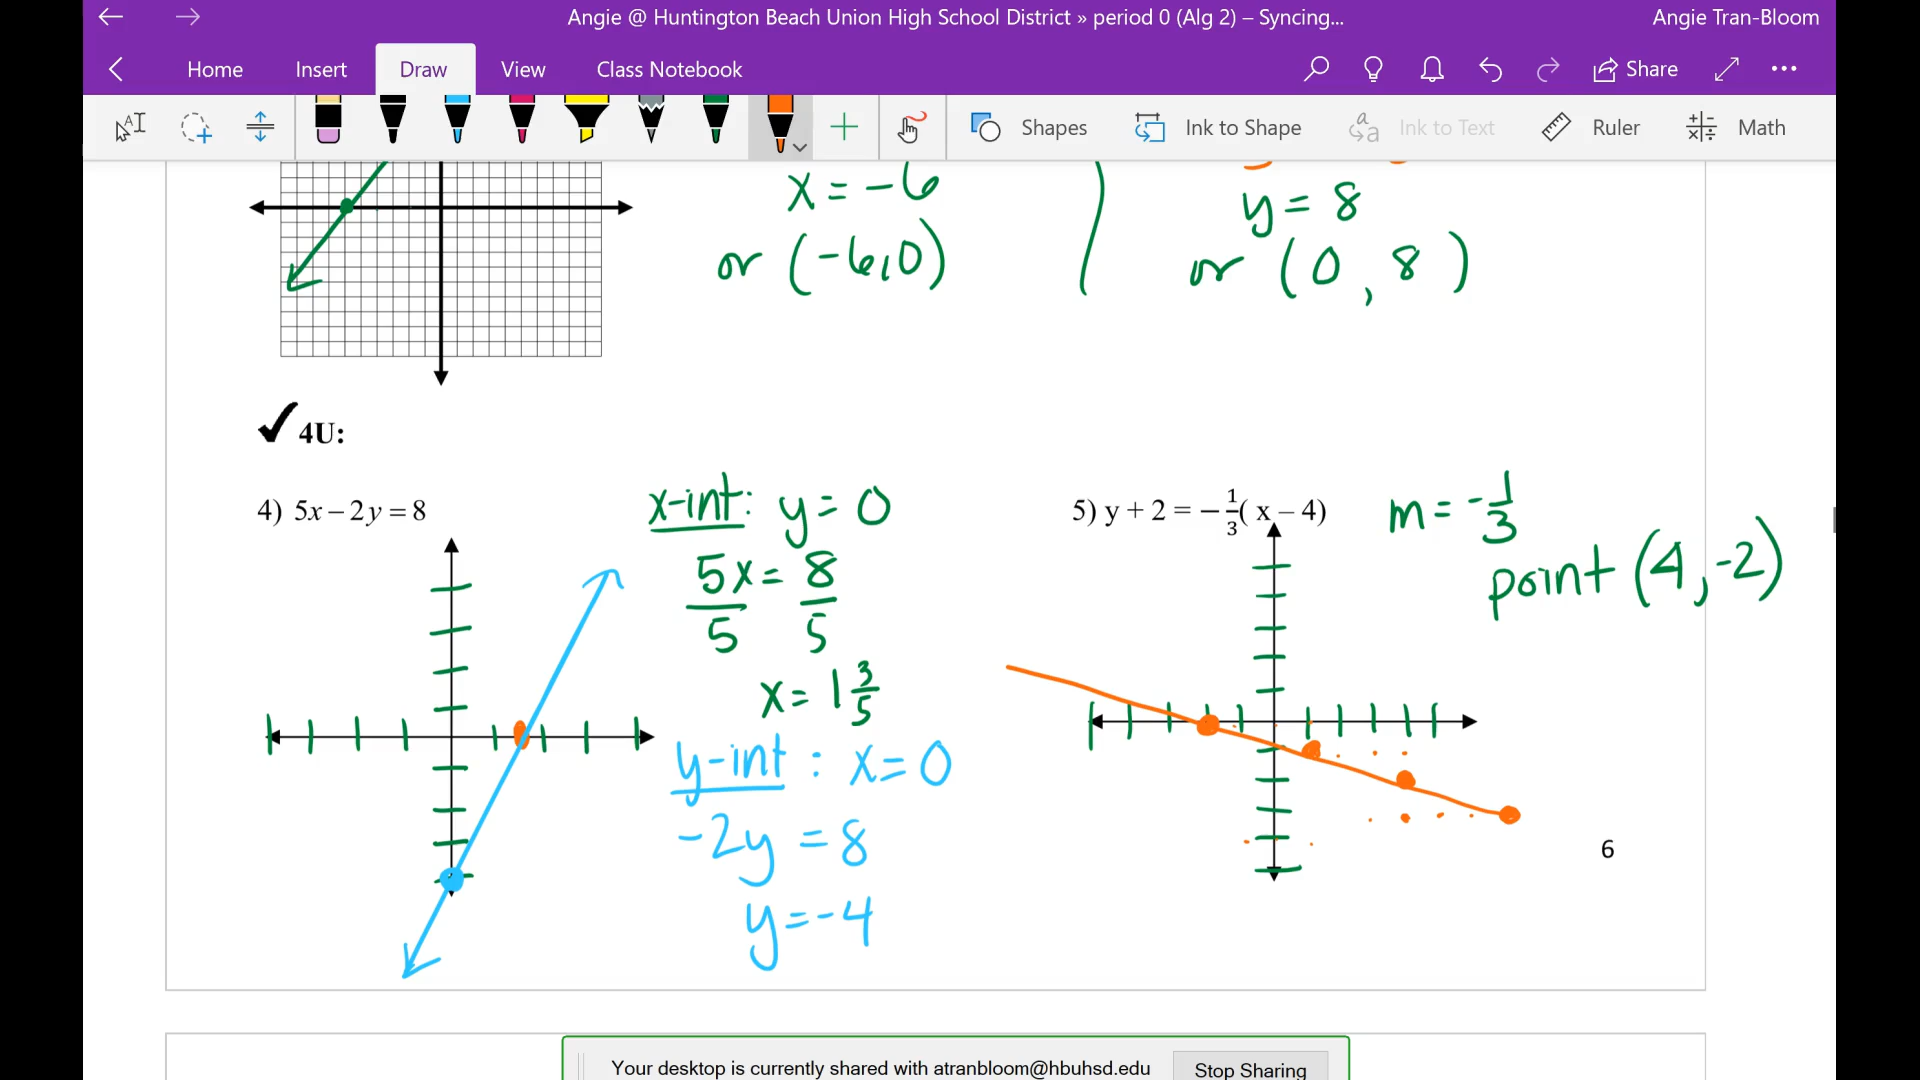 Angie @ Huntington Beach Union High School District » period 0 (Alg 2) – Syncing...
Angie Tran-Bloom
Home Insert Draw View Class Notebook Share
Shapes Ink to Shape Ink to Text Ruler Math
x = -6
or (-6,0)
y = 8
or (0, 8)
4U:
4) 5x – 2y = 8
x-int: y = 0
5x = 8
5 5
x = 1 3/5
y-int : x = 0
-2y = 8
y = -4
5) y + 2 = – 1/3 ( x – 4)
m = - 1/3
point (4, -2)
6
Your desktop is currently shared with atranbloom@hbuhsd.edu
Stop Sharing